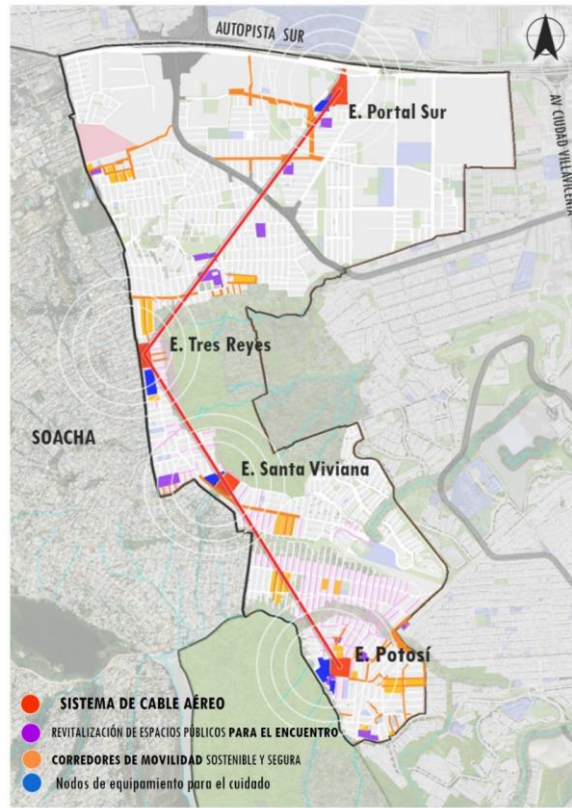 AUTOPISTA SUR
AV CIUDAD VILLAVICENIA
E. Portal Sur
E. Tres Reyes
SOACHA
E. Santa Viviana
E. Potosí
SISTEMA DE CABLE AÉREO
REVITALIZACIÓN DE ESPACIOS PÚBLICOS PARA EL ENCUENTRO
CORREDORES DE MOVILIDAD SOSTENIBLE Y SEGURA
Nodos de equipamiento para el cuidado